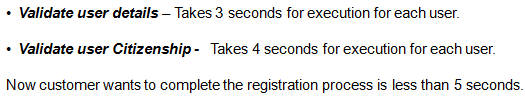 • Validate user details – Takes 3 seconds for execution for each user.
• Validate user Citizenship - Takes 4 seconds for execution for each user.
Now customer wants to complete the registration process is less than 5 seconds.